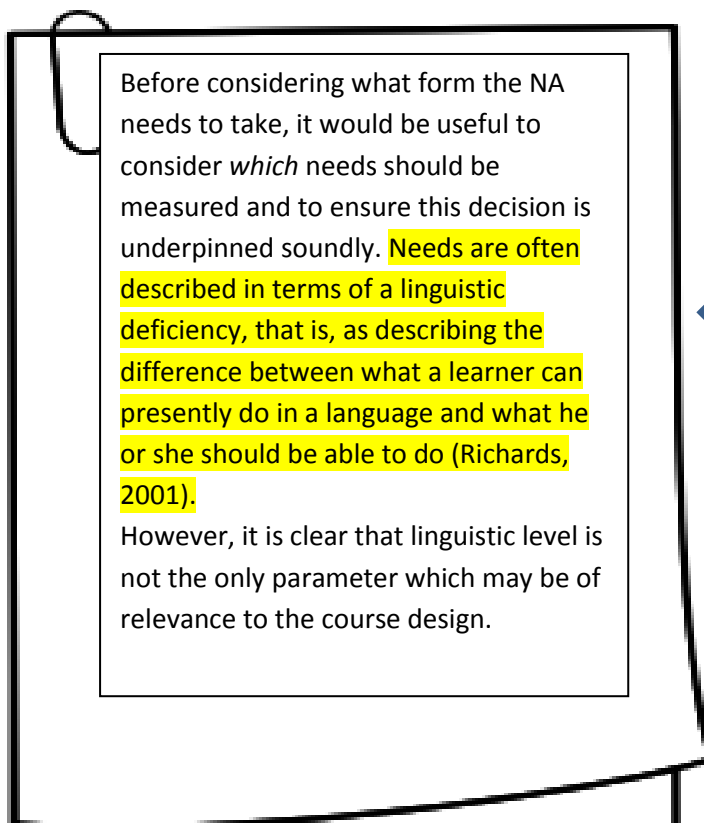 Before considering what form the NA
needs to take, it would be useful to
consider which needs should be
measured and to ensure this decision is
underpinned soundly. Needs are often
described in terms of a linguistic
deficiency, that is, as describing the
difference between what a learner can
presently do in a language and what he
or she should be able to do (Richards,
2001).
However, it is clear that linguistic level is
not the only parameter which may be of
relevance to the course design.